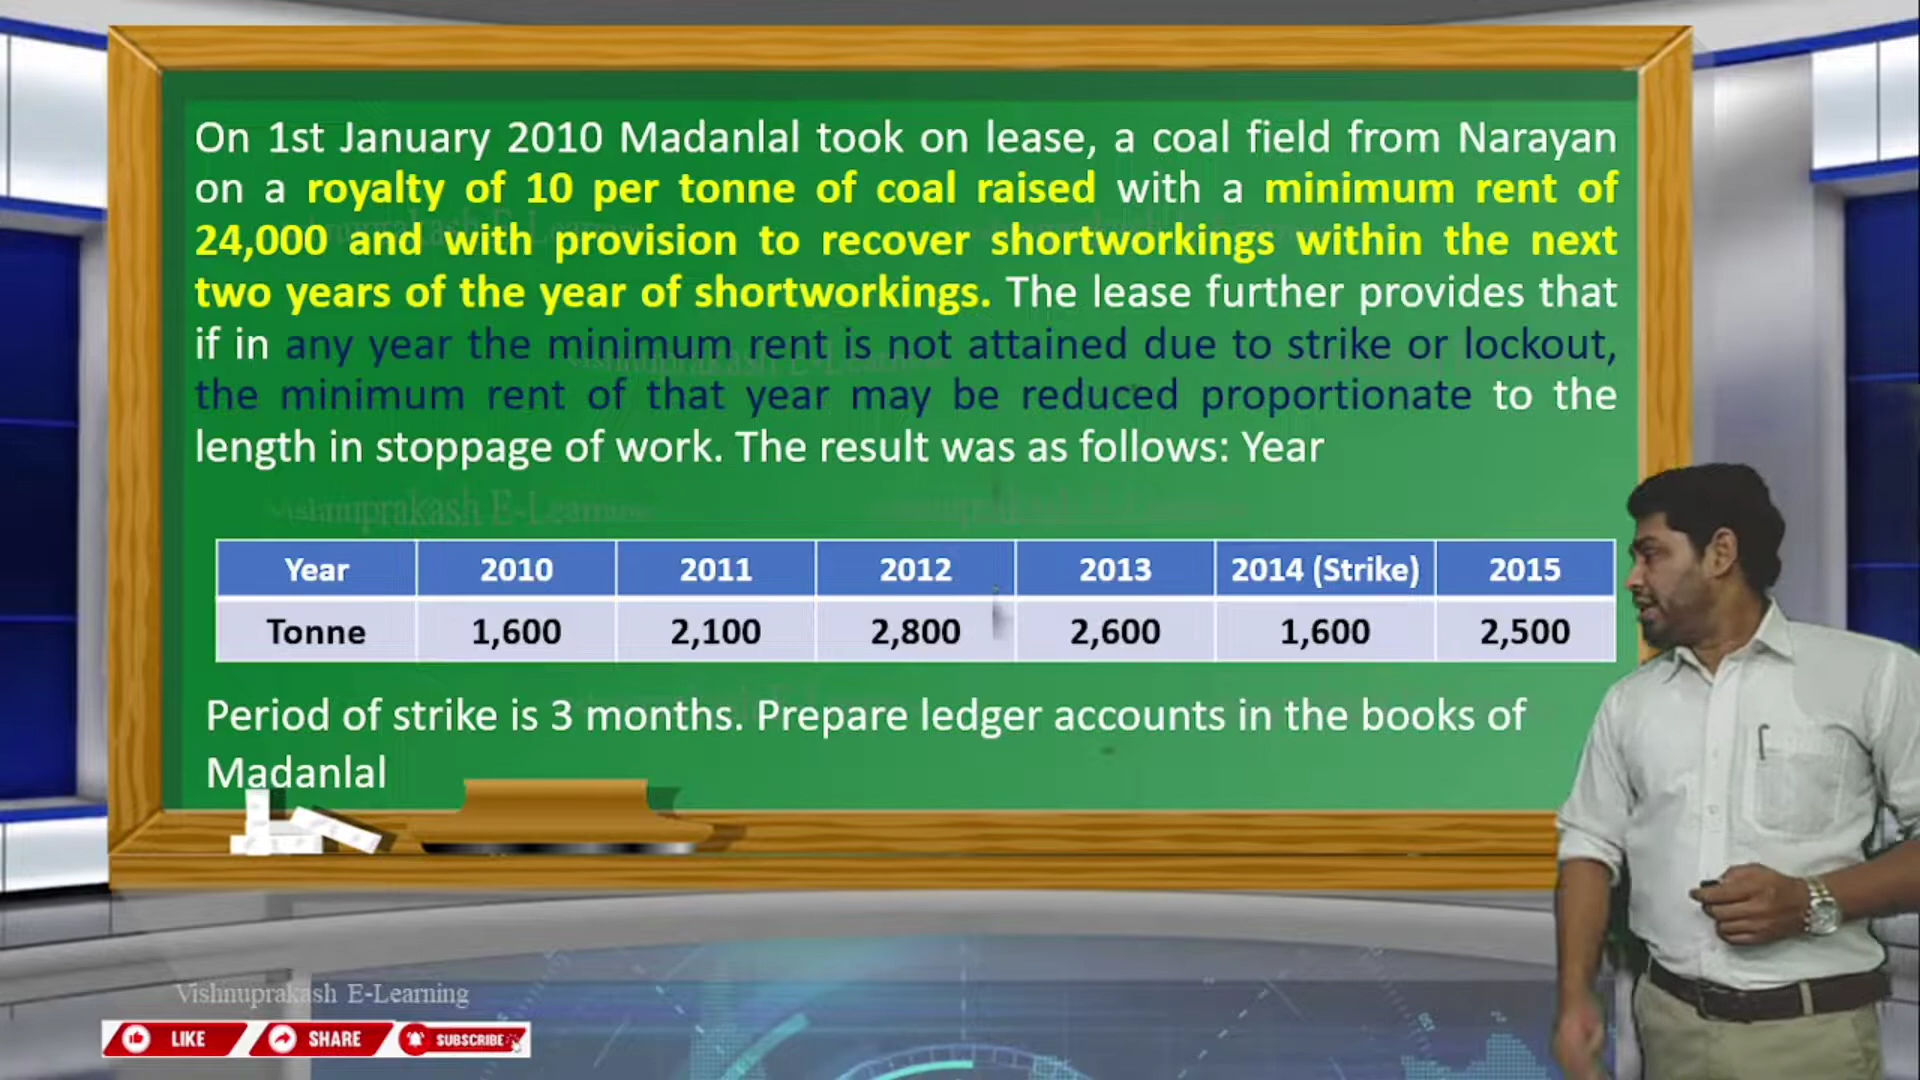 On 1st January 2010 Madanlal took on lease, a coal field from Narayan
on a royalty of 10 per tonne of coal raised with a minimum rent of
24,000 and with provision to recover shortworkings within the next
two years of the year of shortworkings. The lease further provides that
if in any year the minimum rent is not attained due to strike or lockout,
the minimum rent of that year may be reduced proportionate to the
length in stoppage of work. The result was as follows: Year
Year 2010 2011 2012 2013 2014 (Strike) 2015
Tonne 1,600 2,100 2,800 2,600 1,600 2,500
Period of strike is 3 months. Prepare ledger accounts in the books of
Madanlal
Vishnuprakash E-Learning
LIKE SHARE SUBSCRIBE